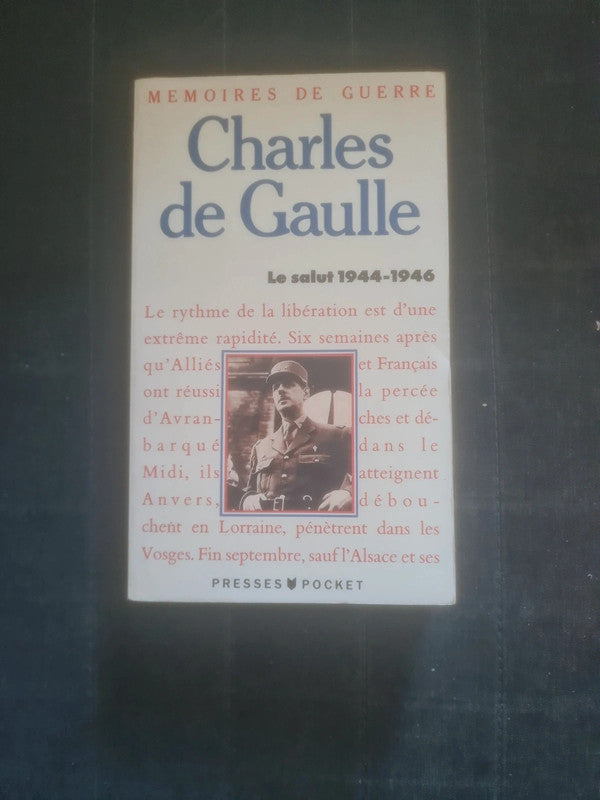 MEMOIRES DE GUERRE
Charles
de Gaulle
Le salut 1944-1946
Le rythme de la libération est d'une
extrême rapidité. Six semaines après
qu'Alliés et Français
ont réussi la percée
d'Avran- ches et dé-
barqué dans le
Midi, ils atteignent
Anvers, débou-
chent en Lorraine, pénètrent dans les
Vosges. Fin septembre, sauf l'Alsace et ses
PRESSES POCKET